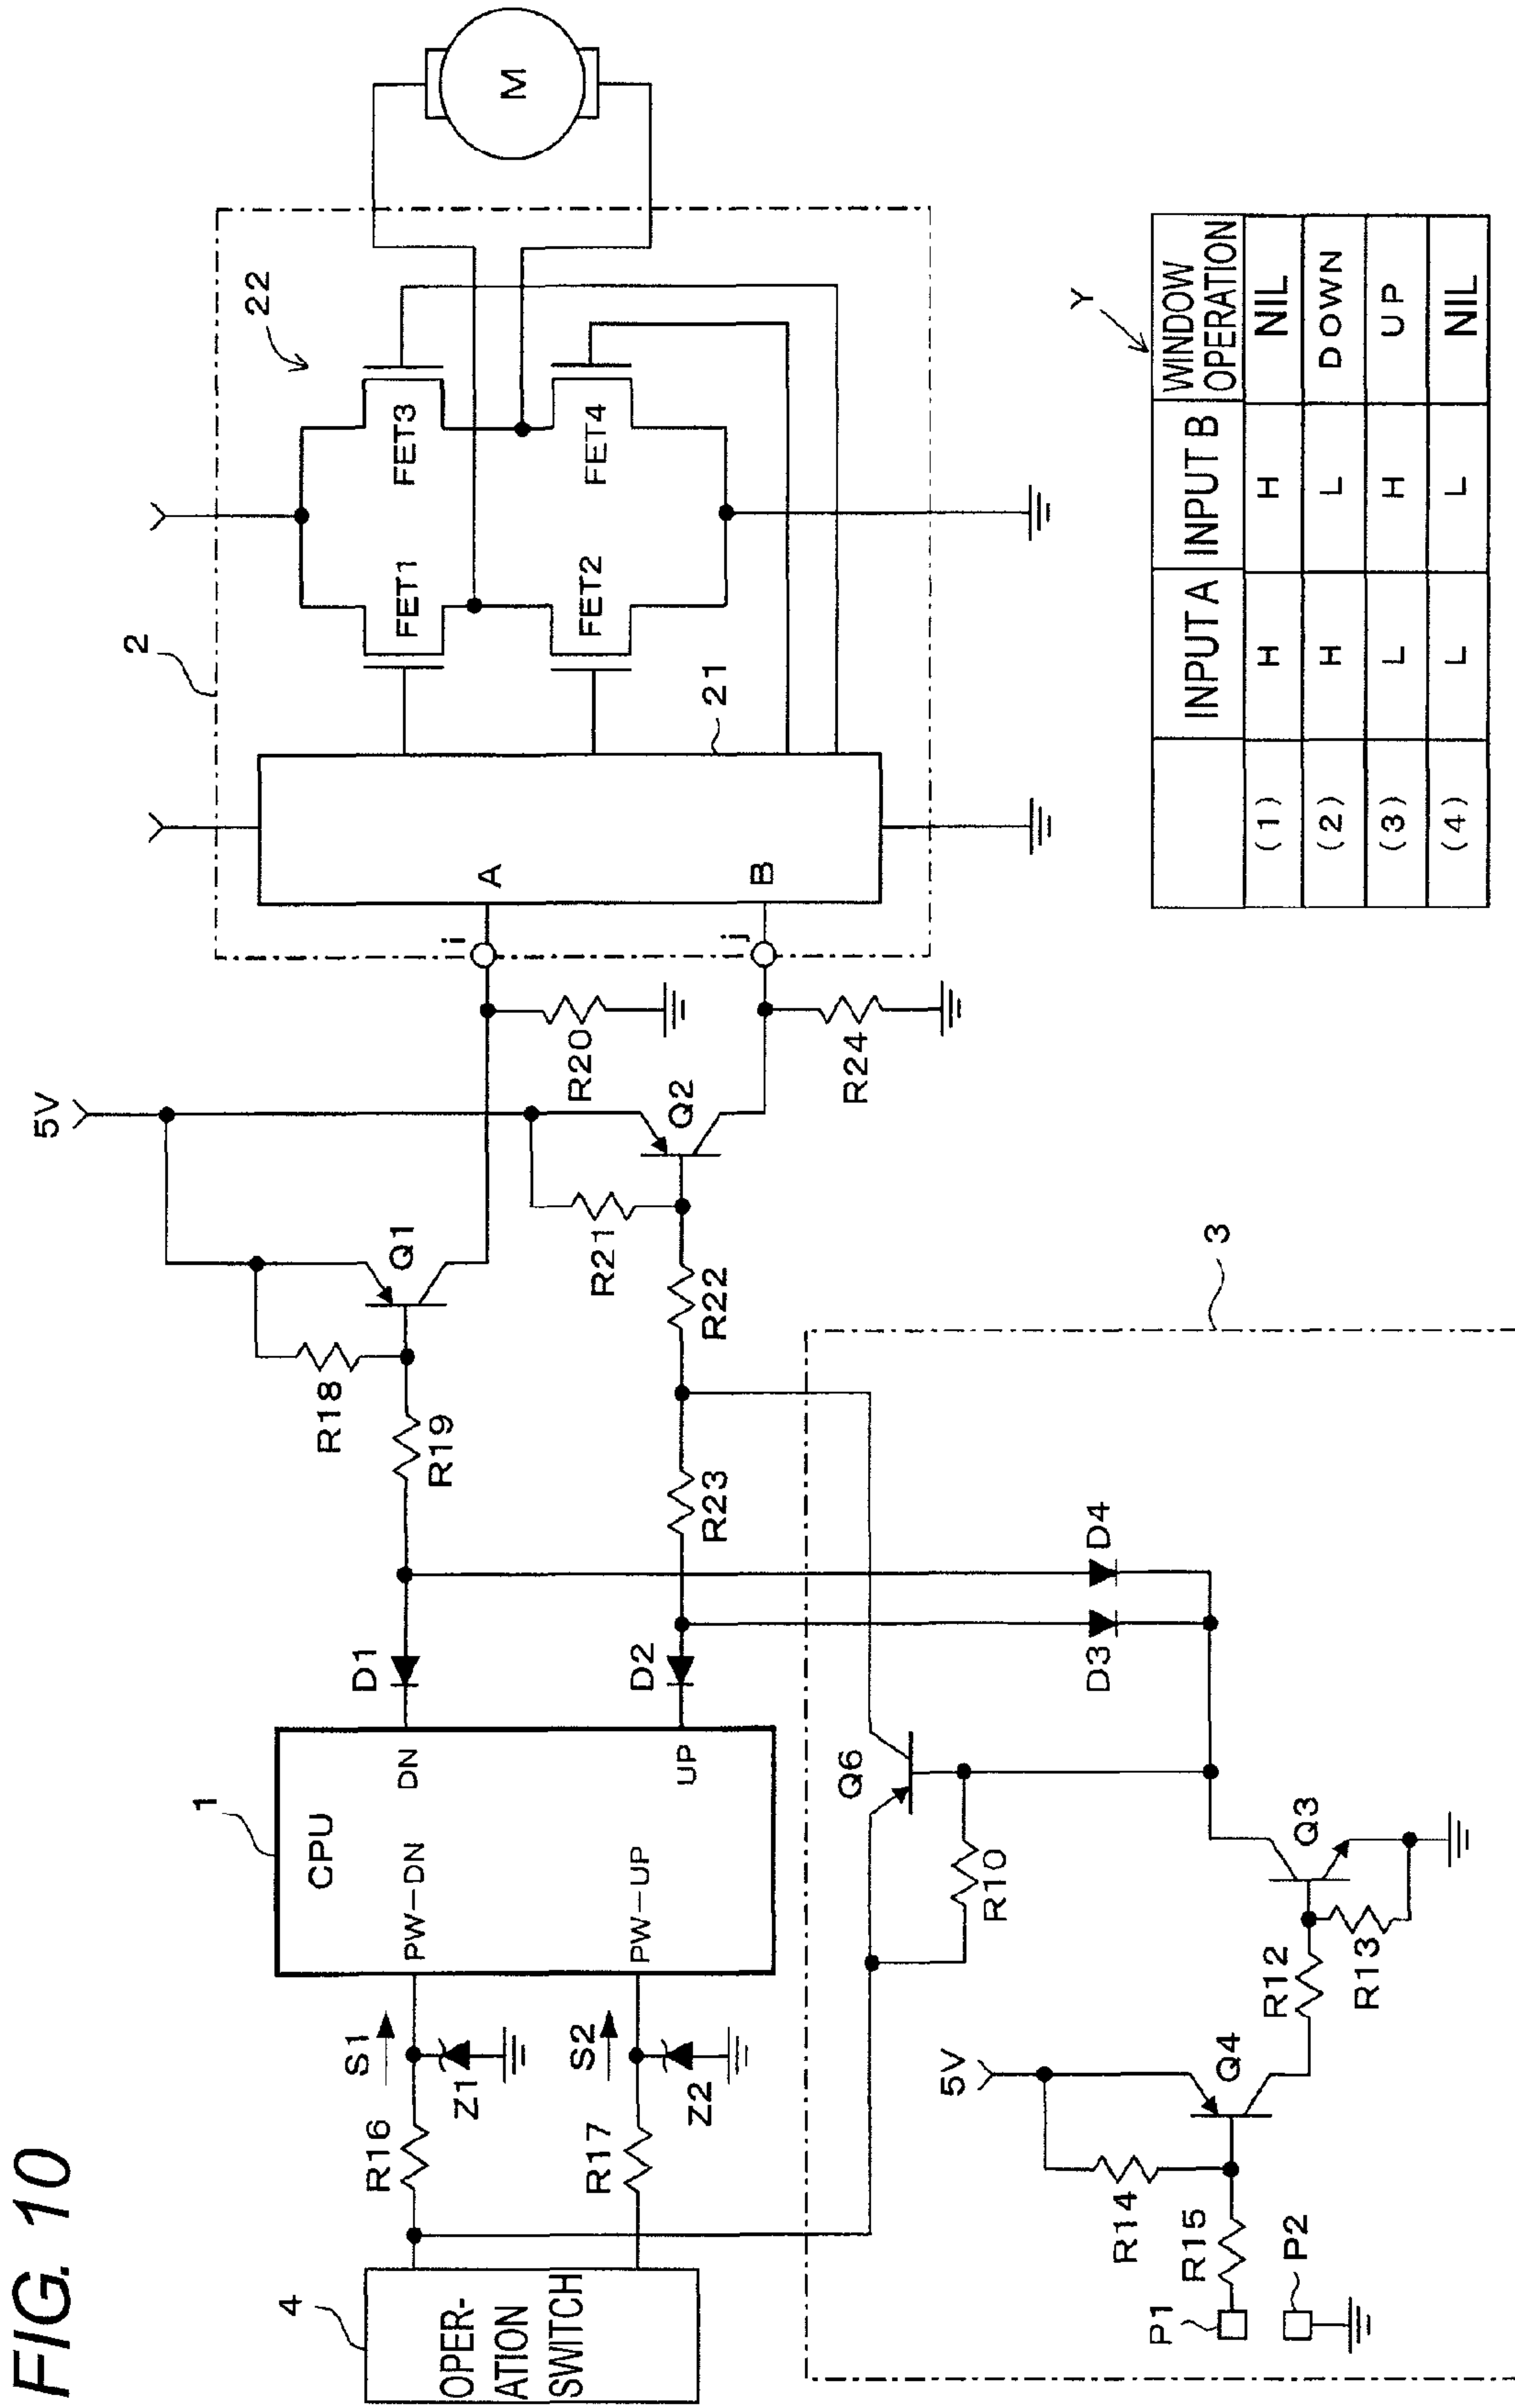 FIG. 10
4
OPER-
ATION
SWITCH
R16
R17
S1
S2
Z1
Z2
1
CPU
PW-DN
PW-UP
DN
UP
D1
D2
R18
R19
R23
R22
R21
Q1
Q2
5V
R20
R24
i
j
2
A
B
21
22
FET1
FET2
FET3
FET4
M
3
Q6
R10
D3
D4
5V
R14
R15
Q4
R12
R13
Q3
P1
P2
Y
INPUT A INPUT B WINDOW OPERATION
(1) H H NIL
(2) H L DOWN
(3) L H UP
(4) L L NIL